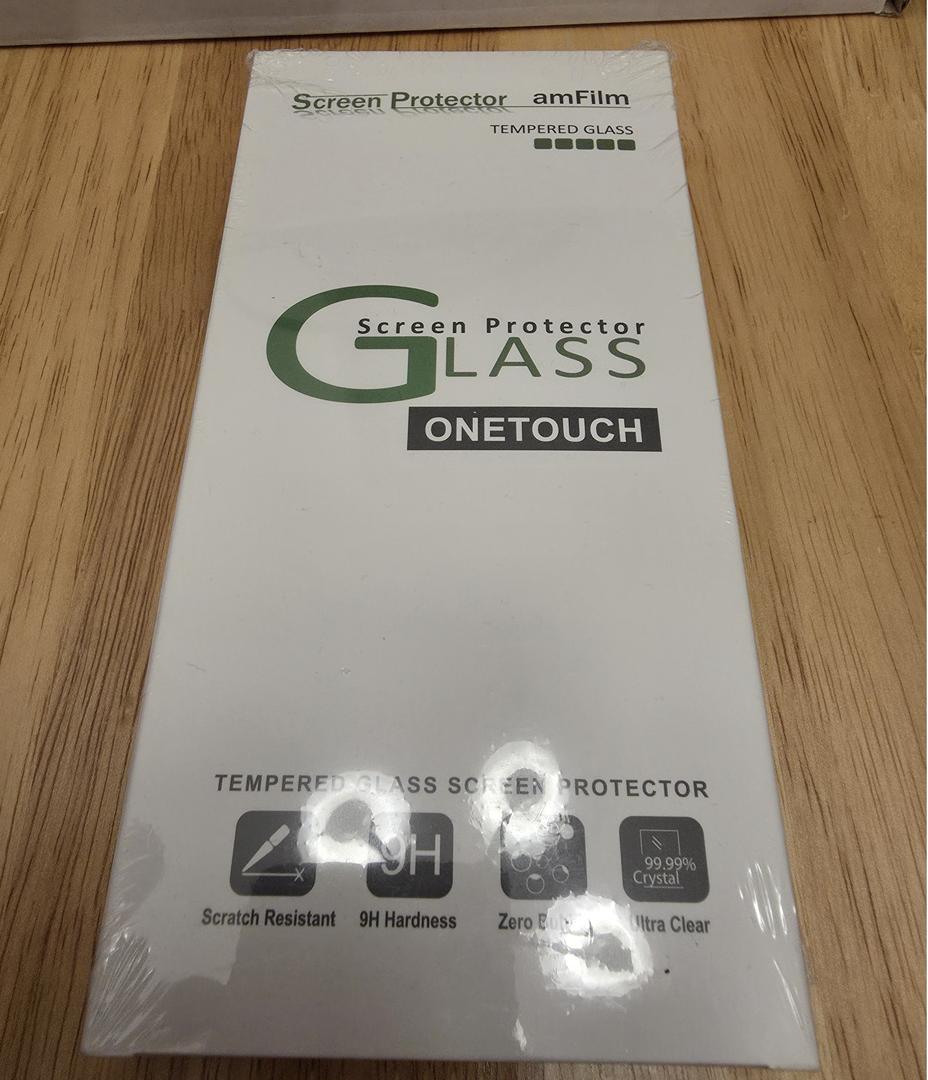 Screen Protector amFilm
TEMPERED GLASS
Screen Protector
GLASS
ONETOUCH
TEMPERED GLASS SCREEN PROTECTOR
9H
99.99%
Crystal
Scratch Resistant 9H Hardness Zero Ultra Clear